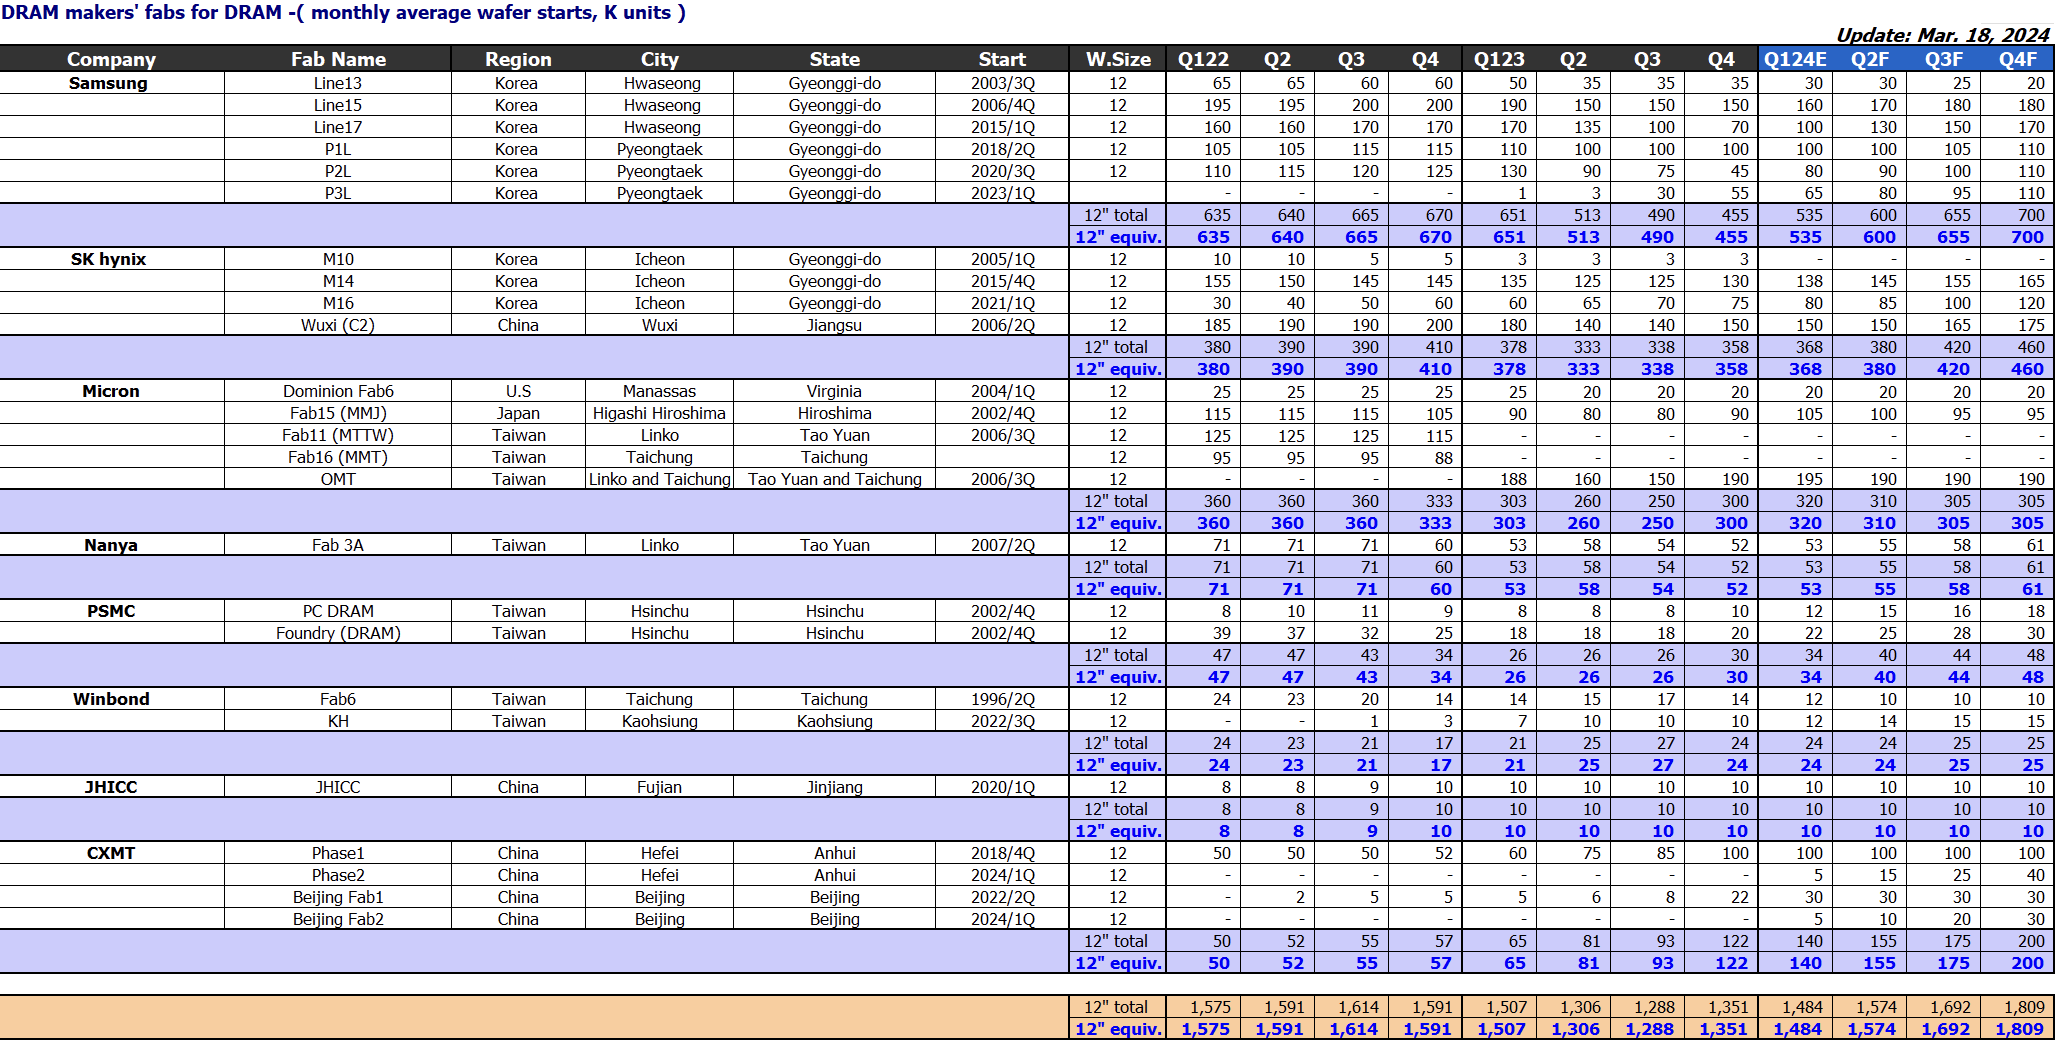 DRAM makers' fabs for DRAM -( monthly average wafer starts, K units )
Update: Mar. 18, 2024
Company Fab Name Region City State Start W.Size Q122 Q2 Q3 Q4 Q123 Q2 Q3 Q4 Q124E Q2F Q3F Q4F
Samsung Line13 Korea Hwaseong Gyeonggi-do 2003/3Q 12 65 65 60 60 50 35 35 35 30 30 25 20
Line15 Korea Hwaseong Gyeonggi-do 2006/4Q 12 195 195 200 200 190 150 150 150 160 170 180 180
Line17 Korea Hwaseong Gyeonggi-do 2015/1Q 12 160 160 170 170 170 135 100 70 100 130 150 170
P1L Korea Pyeongtaek Gyeonggi-do 2018/2Q 12 105 105 115 115 110 100 100 100 100 100 105 110
P2L Korea Pyeongtaek Gyeonggi-do 2020/3Q 12 110 115 120 125 130 90 75 45 80 90 100 110
P3L Korea Pyeongtaek Gyeonggi-do 2023/1Q - - - - 1 3 30 55 65 80 95 110
12" total 635 640 665 670 651 513 490 455 535 600 655 700
12" equiv. 635 640 665 670 651 513 490 455 535 600 655 700
SK hynix M10 Korea Icheon Gyeonggi-do 2005/1Q 12 10 10 5 5 3 3 3 3 - - - -
M14 Korea Icheon Gyeonggi-do 2015/4Q 12 155 150 145 145 135 125 125 130 138 145 155 165
M16 Korea Icheon Gyeonggi-do 2021/1Q 12 30 40 50 60 60 65 70 75 80 85 100 120
Wuxi (C2) China Wuxi Jiangsu 2006/2Q 12 185 190 190 200 180 140 140 150 150 150 165 175
12" total 380 390 390 410 378 333 338 358 368 380 420 460
12" equiv. 380 390 390 410 378 333 338 358 368 380 420 460
Micron Dominion Fab6 U.S Manassas Virginia 2004/1Q 12 25 25 25 25 25 20 20 20 20 20 20 20
Fab15 (MMJ) Japan Higashi Hiroshima Hiroshima 2002/4Q 12 115 115 115 105 90 80 80 90 105 100 95 95
Fab11 (MTTW) Taiwan Linko Tao Yuan 2006/3Q 12 125 125 125 115 - - - - - - - -
Fab16 (MMT) Taiwan Taichung Taichung 12 95 95 95 88 - - - - - - - -
OMT Taiwan Linko and Taichung Tao Yuan and Taichung 2006/3Q 12 - - - - 188 160 150 190 195 190 190 190
12" total 360 360 360 333 303 260 250 300 320 310 305 305
12" equiv. 360 360 360 333 303 260 250 300 320 310 305 305
Nanya Fab 3A Taiwan Linko Tao Yuan 2007/2Q 12 71 71 71 60 53 58 54 52 53 55 58 61
12" total 71 71 71 60 53 58 54 52 53 55 58 61
12" equiv. 71 71 71 60 53 58 54 52 53 55 58 61
PSMC PC DRAM Taiwan Hsinchu Hsinchu 2002/4Q 12 8 10 11 9 8 8 8 10 12 15 16 18
Foundry (DRAM) Taiwan Hsinchu Hsinchu 2002/4Q 12 39 37 32 25 18 18 18 20 22 25 28 30
12" total 47 47 43 34 26 26 26 30 34 40 44 48
12" equiv. 47 47 43 34 26 26 26 30 34 40 44 48
Winbond Fab6 Taiwan Taichung Taichung 1996/2Q 12 24 23 20 14 14 15 17 14 12 10 10 10
KH Taiwan Kaohsiung Kaohsiung 2022/3Q 12 - - 1 3 7 10 10 10 12 14 15 15
12" total 24 23 21 17 21 25 27 24 24 24 25 25
12" equiv. 24 23 21 17 21 25 27 24 24 24 25 25
JHICC JHICC China Fujian Jinjiang 2020/1Q 12 8 8 9 10 10 10 10 10 10 10 10 10
12" total 8 8 9 10 10 10 10 10 10 10 10 10
12" equiv. 8 8 9 10 10 10 10 10 10 10 10 10
CXMT Phase1 China Hefei Anhui 2018/4Q 12 50 50 50 52 60 75 85 100 100 100 100 100
Phase2 China Hefei Anhui 2024/1Q 12 - - - - - - - - 5 15 25 40
Beijing Fab1 China Beijing Beijing 2022/2Q 12 - 2 5 5 5 6 8 22 30 30 30 30
Beijing Fab2 China Beijing Beijing 2024/1Q 12 - - - - - - - - 5 10 20 30
12" total 50 52 55 57 65 81 93 122 140 155 175 200
12" equiv. 50 52 55 57 65 81 93 122 140 155 175 200
12" total 1,575 1,591 1,614 1,591 1,507 1,306 1,288 1,351 1,484 1,574 1,692 1,809
12" equiv. 1,575 1,591 1,614 1,591 1,507 1,306 1,288 1,351 1,484 1,574 1,692 1,809